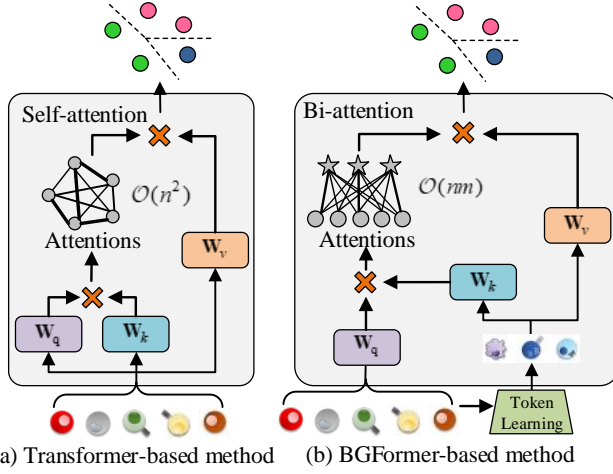 Self-attention
O(n²)
Attentions
W_v
W_q
W_k
a) Transformer-based method
Bi-attention
O(nm)
Attentions
W_v
W_k
W_q
Token
Learning
(b) BGFormer-based method